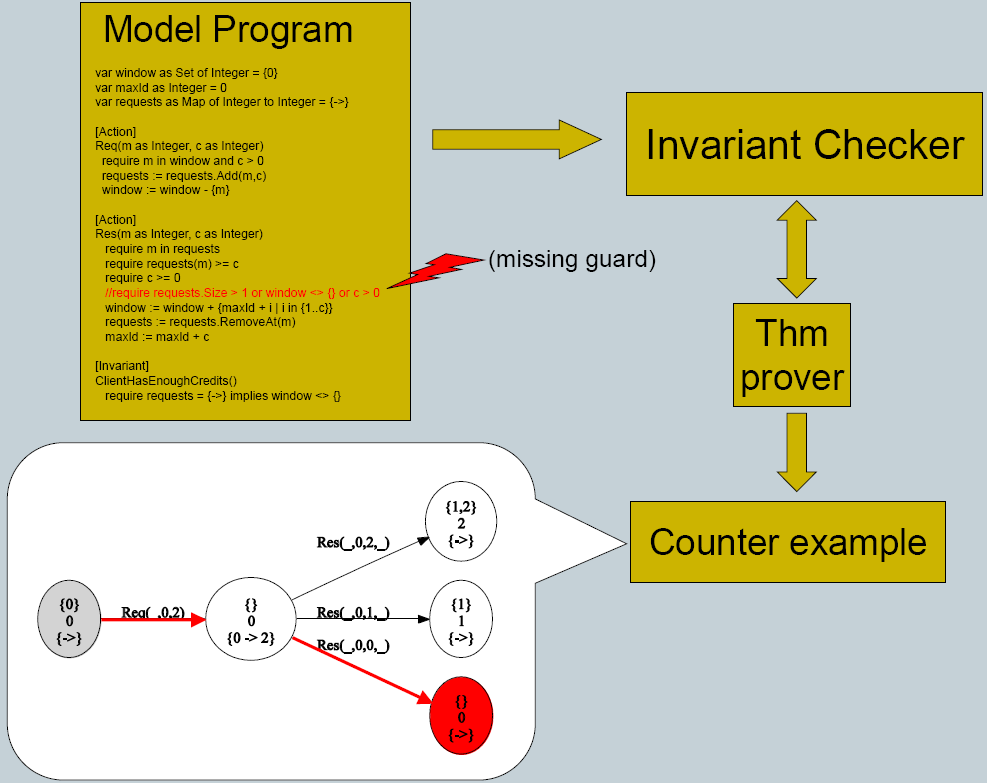 Model Program
var window as Set of Integer = {0}
var maxId as Integer = 0
var requests as Map of Integer to Integer = {->}
[Action]
Req(m as Integer, c as Integer)
require m in window and c > 0
requests := requests.Add(m,c)
window := window - {m}
[Action]
Res(m as Integer, c as Integer)
require m in requests
require requests(m) >= c
require c >= 0
//require requests.Size > 1 or window <> {} or c > 0
window := window + {maxId + i | i in {1..c}}
requests := requests.RemoveAt(m)
maxId := maxId + c
[Invariant]
ClientHasEnoughCredits()
require requests = {->} implies window <> {}
(missing guard)
Invariant Checker
Thm
prover
Counter example
{0}
0
{->}
Req(_,0,2)
{}
0
{0 -> 2}
Res(_,0,2,_)
{1,2}
2
{->}
Res(_,0,1,_)
{1}
1
{->}
Res(_,0,0,_)
{}
0
{->}